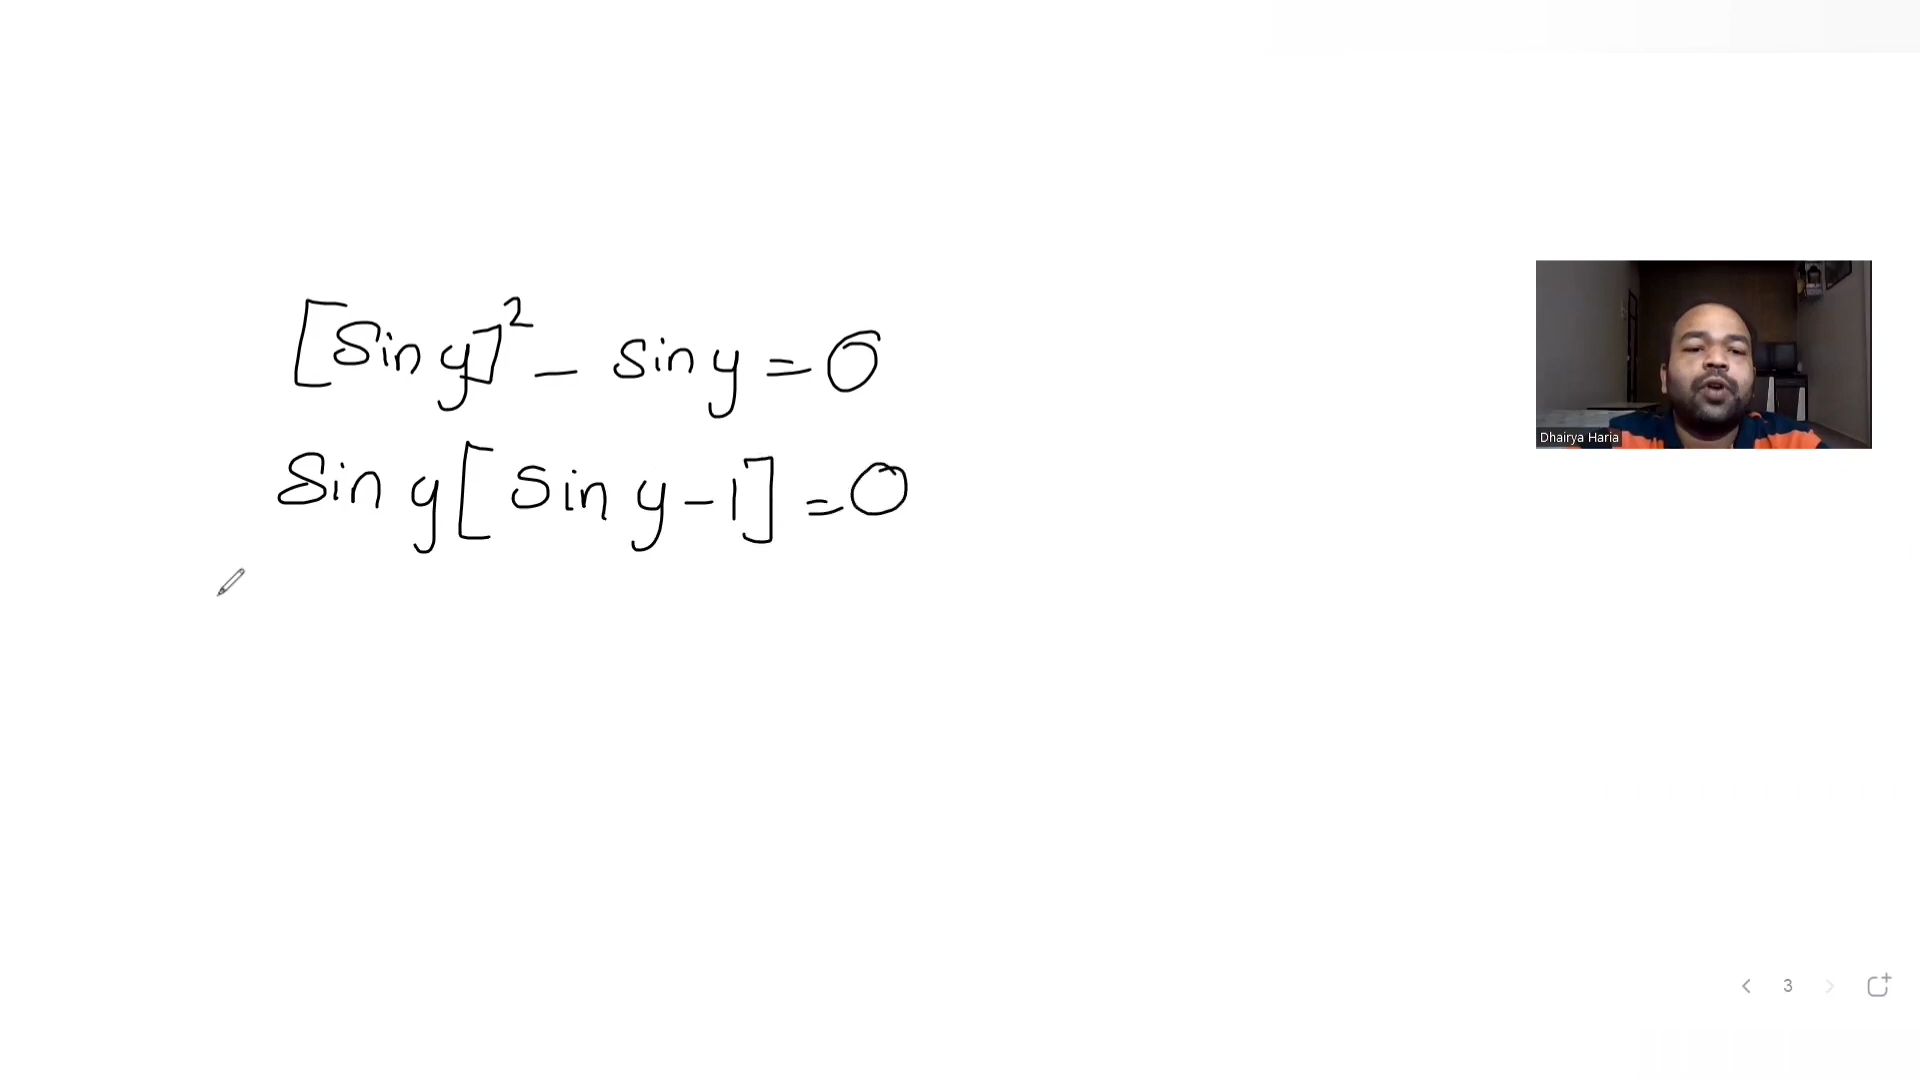 [Sin y]² - sin y = 0
Sin y [ Sin y - 1 ] = 0
Dhairya Haria
3